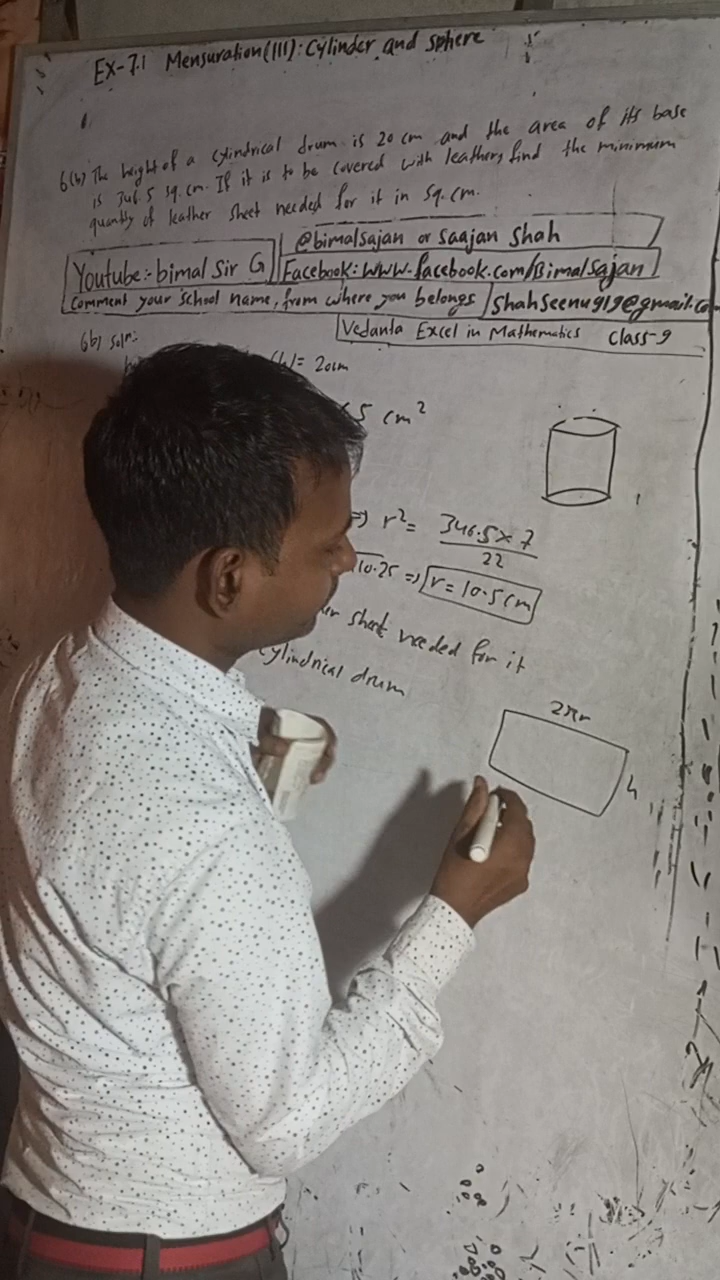 Ex-7.1 Mensuration (III): Cylinder and sphere
6(b) The height of a cylindrical drum is 20 cm and the area of its base
is 346.5 sq. cm. If it is to be covered with leathers, find the minimum
quantity of leather sheet needed for it in sq. cm.
@bimalsajan or Saajan Shah
Youtube:- bimal Sir G
Facebook: www.facebook.com/Bimalsajan
Comment your school name, from where you belongs
shahseenu919@gmail.com
Vedanta Excel in Mathematics Class-9
6b) soln:
= 20cm
5 cm²
=> r² = 346.5 × 7
22
10.25 => r = 10.5 cm
sheet needed for it
cylindrical drum
2πr
h